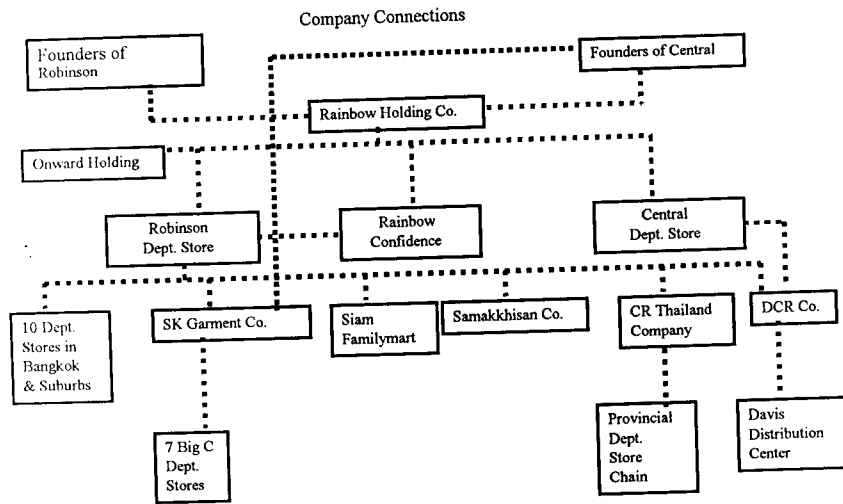 Company Connections
Founders of
Robinson
Founders of Central
Rainbow Holding Co.
Onward Holding
Robinson
Dept. Store
Rainbow
Confidence
Central
Dept. Store
10 Dept.
Stores in
Bangkok
& Suburbs
SK Garment Co.
Siam
Familymart
Samakkhisan Co.
CR Thailand
Company
DCR Co.
7 Big C
Dept.
Stores
Provincial
Dept.
Store
Chain
Davis
Distribution
Center